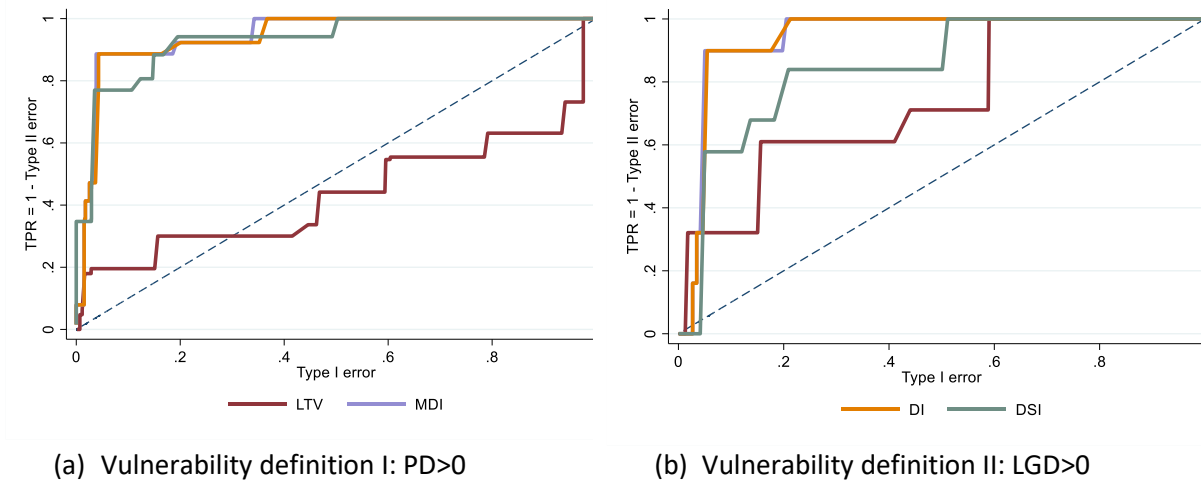 TPR = 1 - Type II error
1
.8
.6
.4
.2
0
0
.2
.4
.6
.8
Type I error
LTV
MDI
(a) Vulnerability definition I: PD>0
TPR = 1 - Type II error
1
.8
.6
.4
.2
0
0
.2
.4
.6
.8
Type I error
DI
DSI
(b) Vulnerability definition II: LGD>0